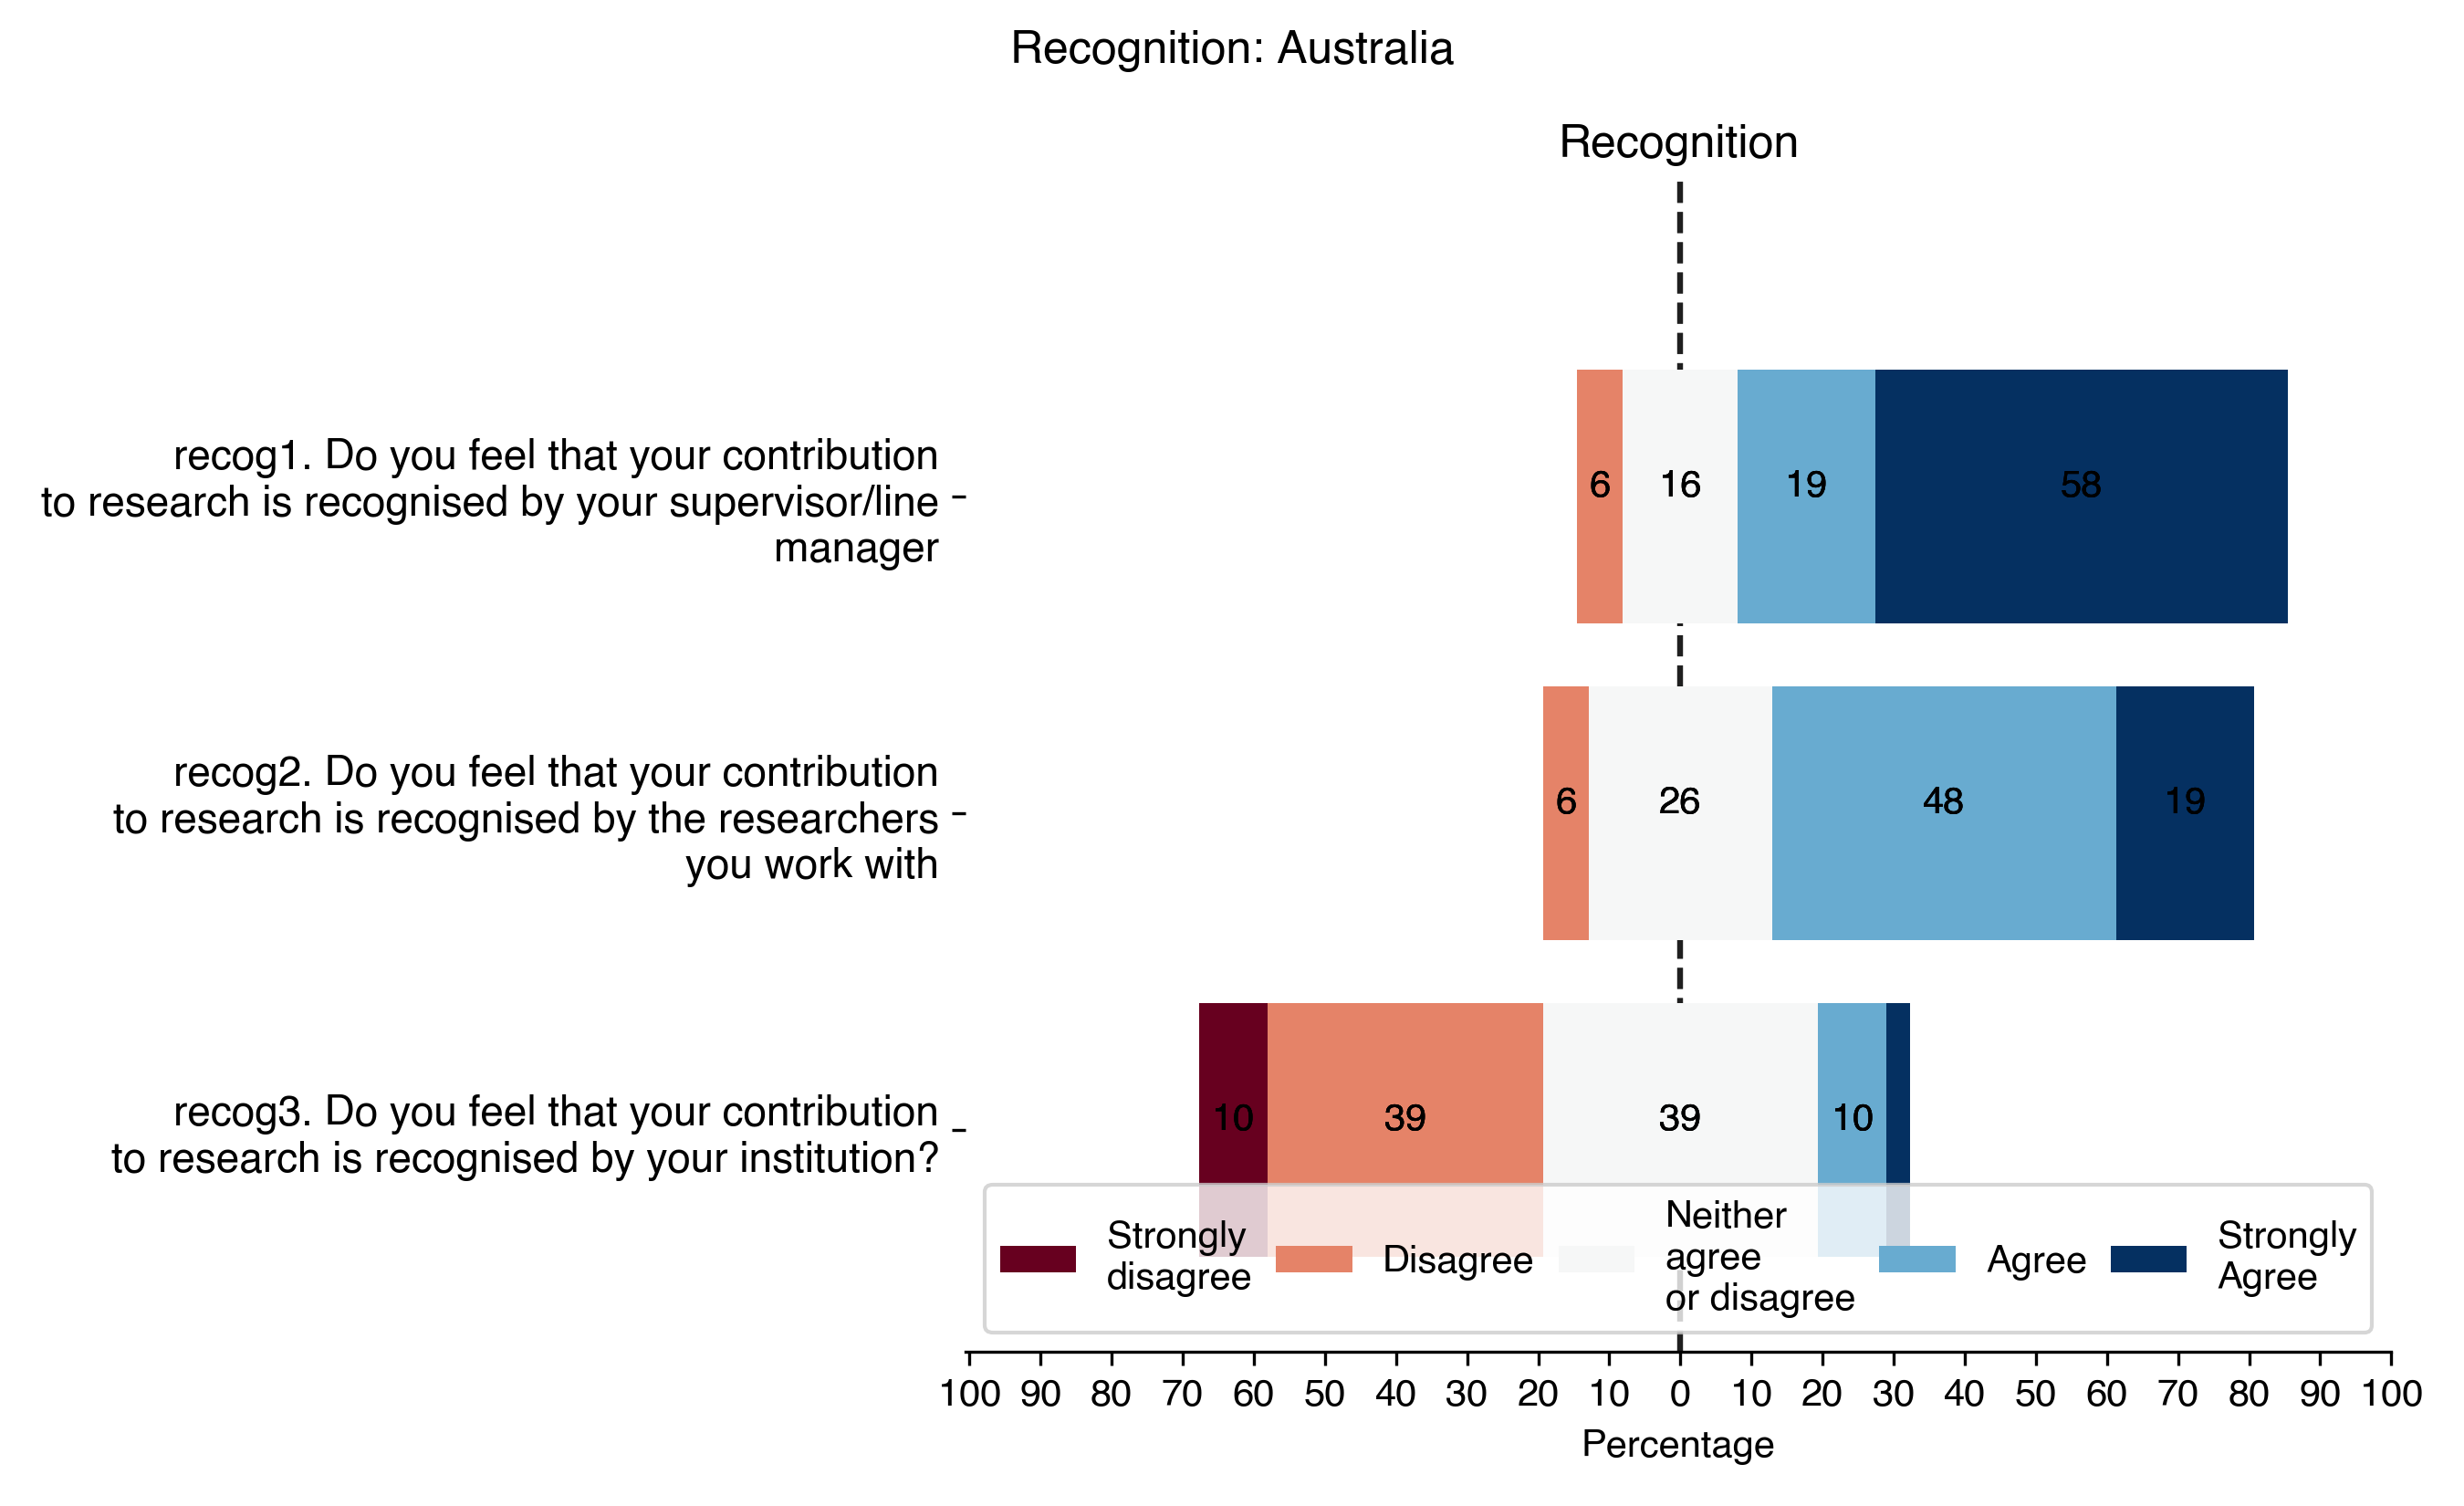 Recognition: Australia
Recognition
recog1. Do you feel that your contribution
to research is recognised by your supervisor/line
manager
6 16 19 58
recog2. Do you feel that your contribution
to research is recognised by the researchers
you work with
6 26 48 19
recog3. Do you feel that your contribution
to research is recognised by your institution?
10 39 39 10
Strongly
disagree
Disagree
Neither
agree
or disagree
Agree
Strongly
Agree
100 90 80 70 60 50 40 30 20 10 0 10 20 30 40 50 60 70 80 90 100
Percentage